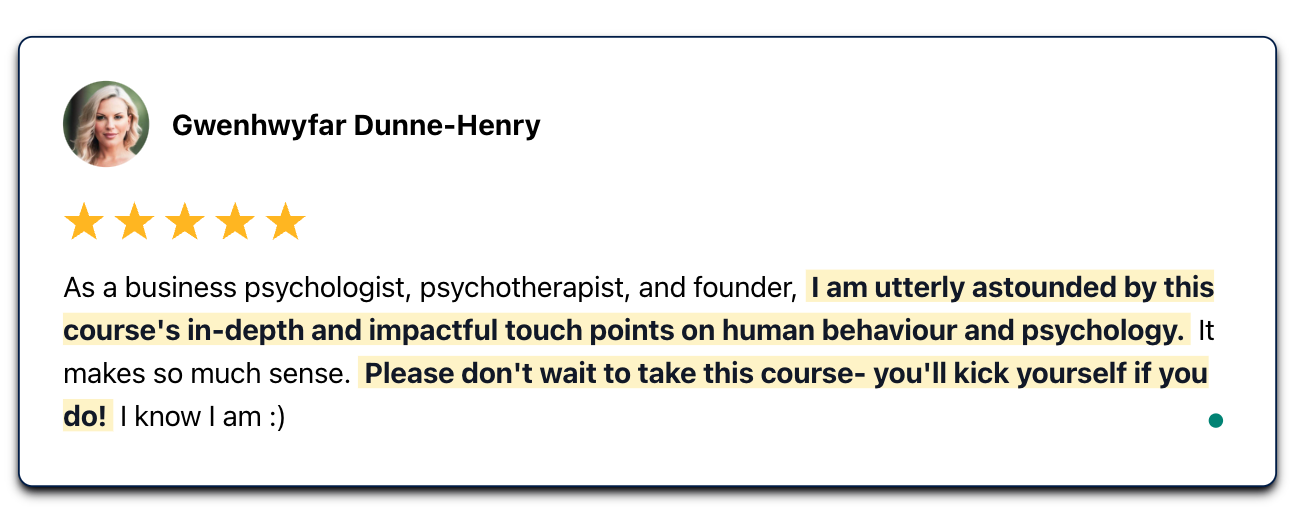 Gwenhwyfar Dunne-Henry
As a business psychologist, psychotherapist, and founder, I am utterly astounded by this
course's in-depth and impactful touch points on human behaviour and psychology. It
makes so much sense. Please don't wait to take this course- you'll kick yourself if you
do! I know I am :)